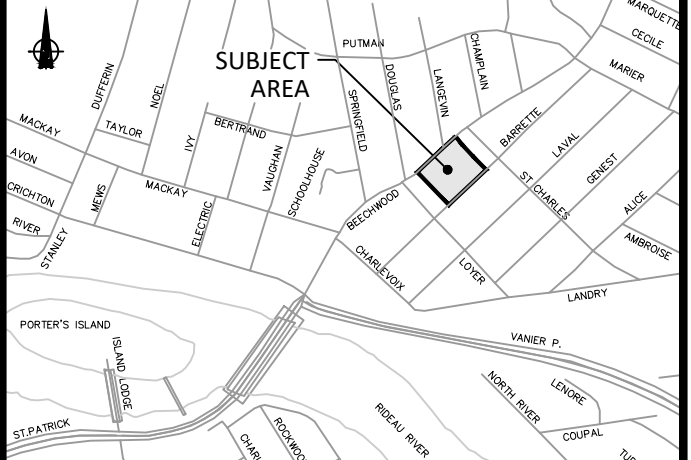 MARQUETTE
CECILE
PUTMAN
CHAMPLAIN
SUBJECT
AREA
MARIER
DUFFERIN
DOUGLAS
LANGEVIN
NOEL
SPRINGFIELD
MACKAY
TAYLOR
BERTRAND
IVY
BARRETTE
LAVAL
AVON
VAUGHAN
SCHOOLHOUSE
GENEST
CRICHTON
MEWS
MACKAY
ST.CHARLES
ALICE
RIVER
ELECTRIC
BEECHWOOD
STANLEY
CHARLEVOIX
LOYER
AMBROISE
LANDRY
PORTER'S ISLAND
VANIER P.
ISLAND LODGE
NORTH RIVER
LENORE
ST.PATRICK
RIDEAU RIVER
COUPAL